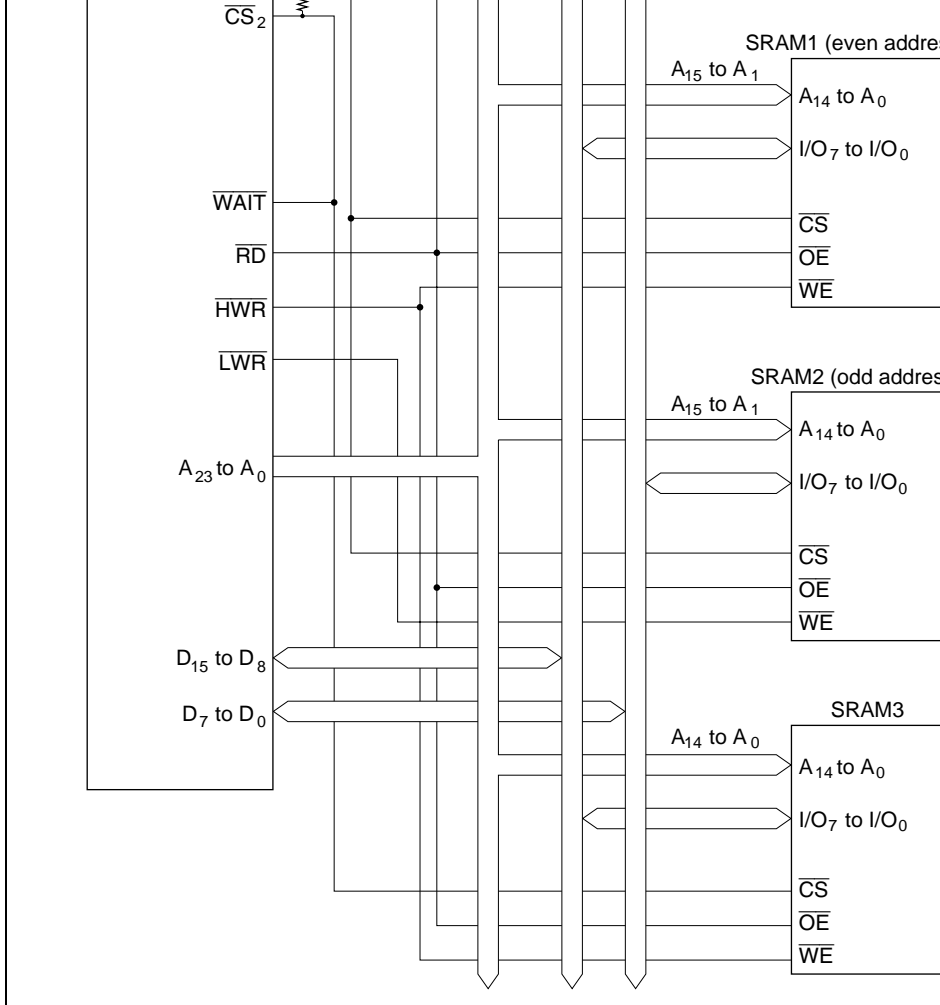 CS2
SRAM1 (even addre
A15 to A1
A14 to A0
I/O7 to I/O0
WAIT
CS
RD
OE
HWR
WE
LWR
SRAM2 (odd addres
A15 to A1
A14 to A0
A23 to A0
I/O7 to I/O0
CS
OE
WE
D15 to D8
D7 to D0
SRAM3
A14 to A0
A14 to A0
I/O7 to I/O0
CS
OE
WE